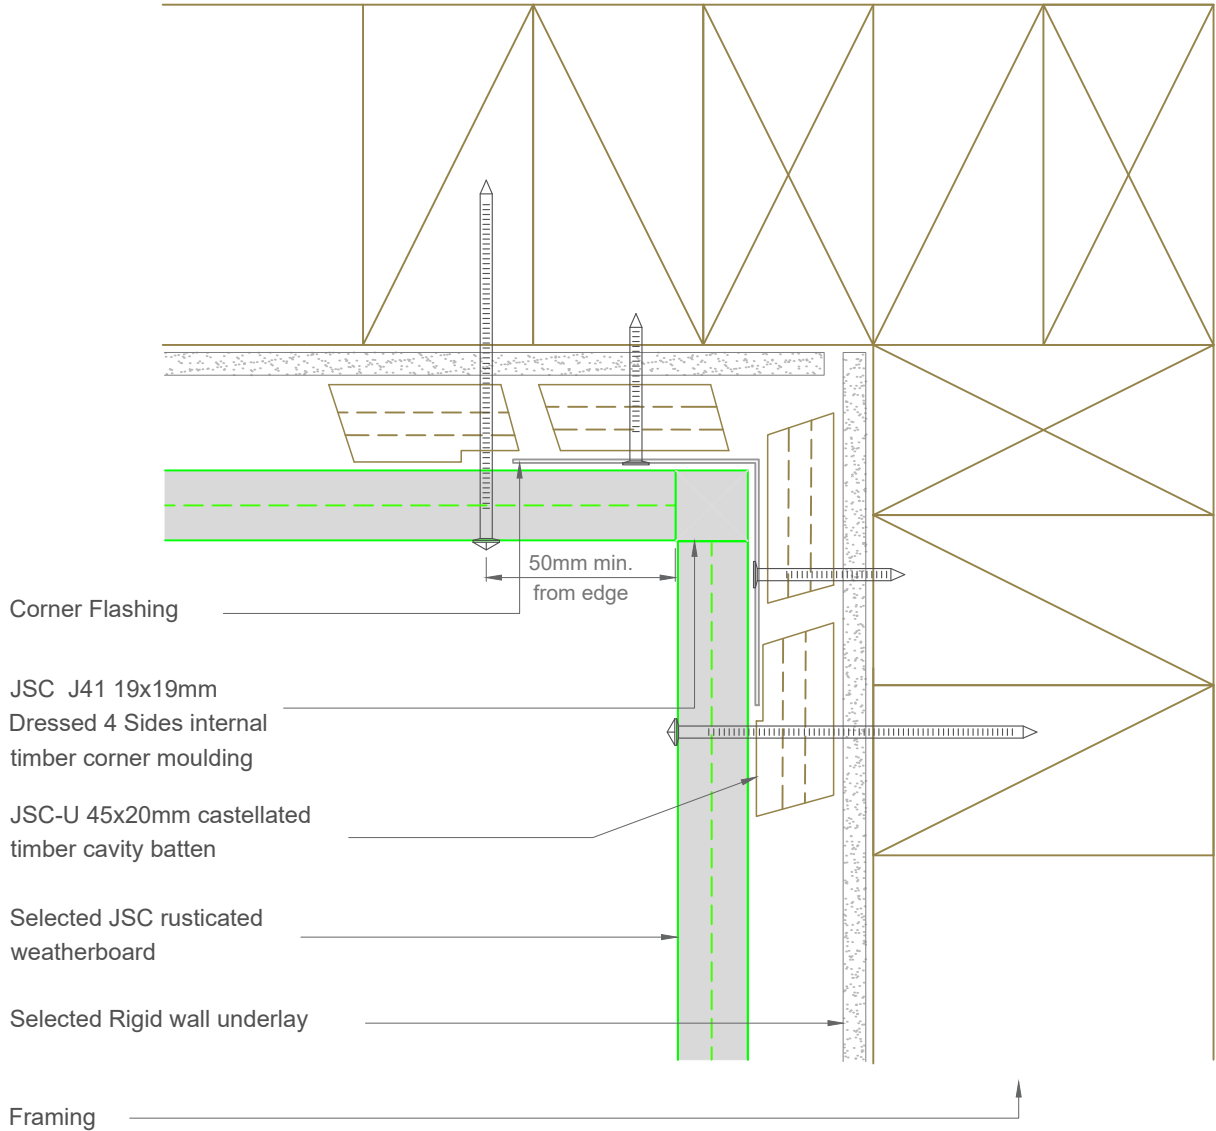 50mm min.
from edge
Corner Flashing
JSC J41 19x19mm
Dressed 4 Sides internal
timber corner moulding
JSC-U 45x20mm castellated
timber cavity batten
Selected JSC rusticated
weatherboard
Selected Rigid wall underlay
Framing